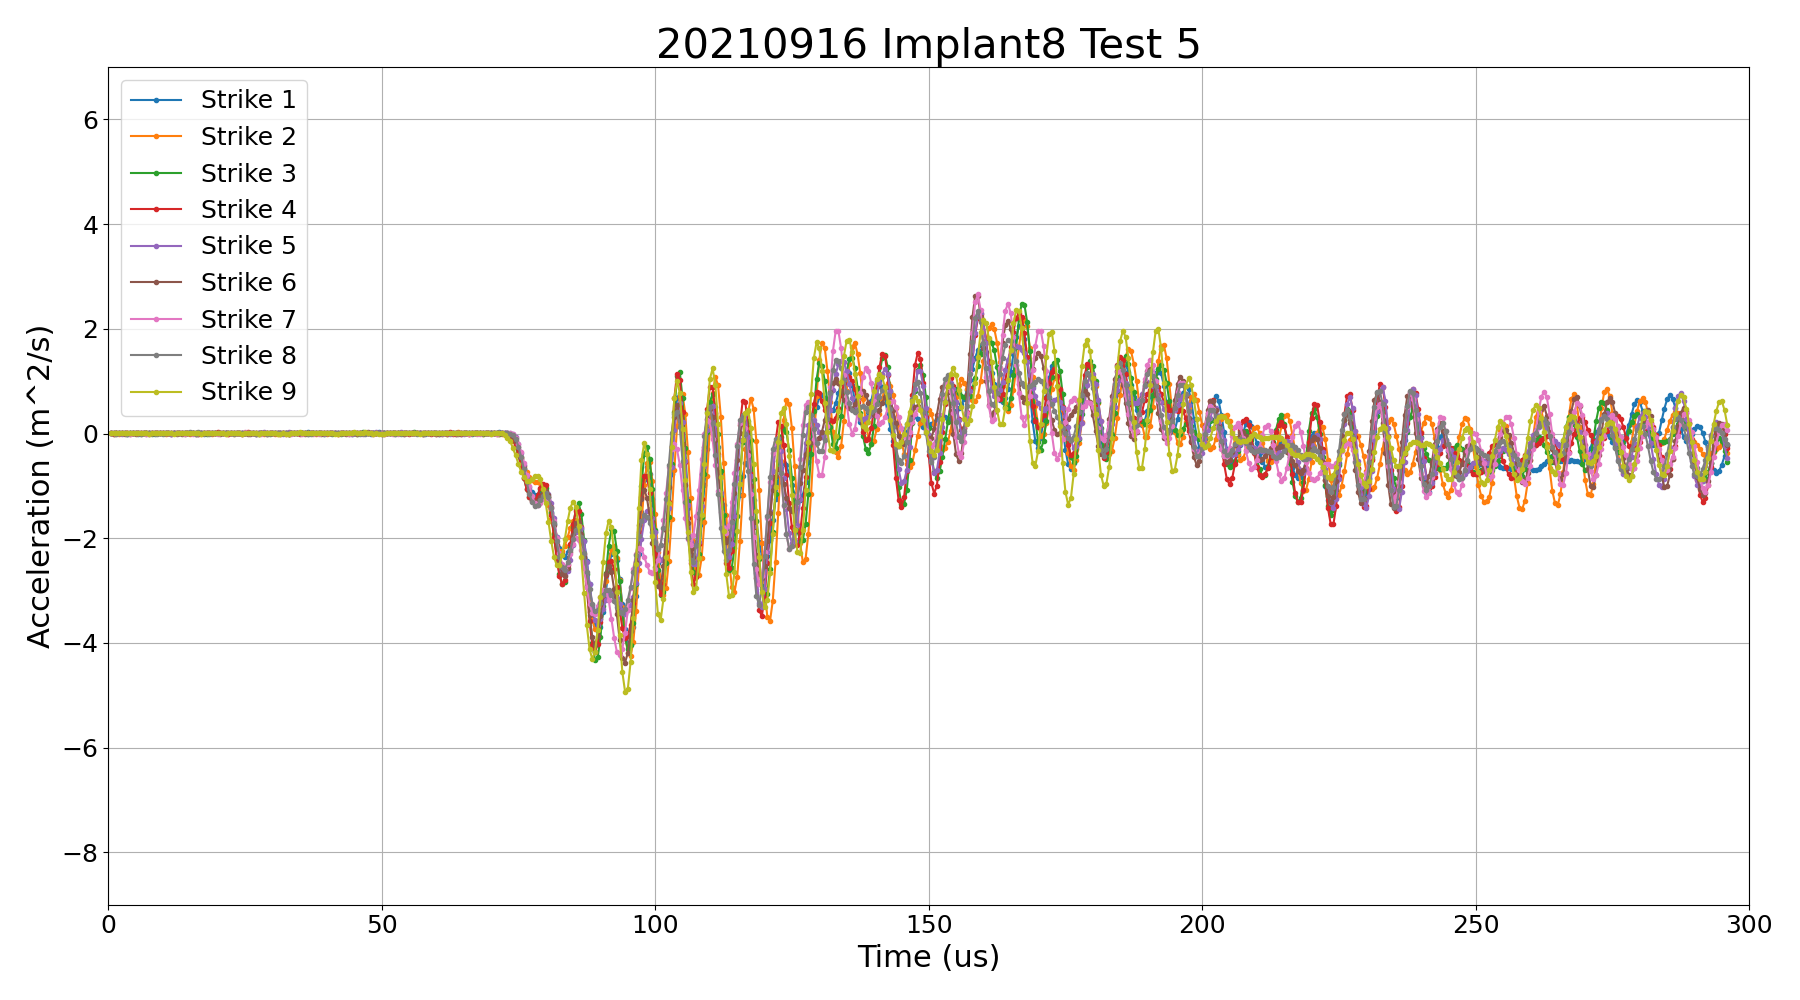 20210916 Implant8 Test 5
Strike 1
Strike 2
Strike 3
Strike 4
Strike 5
Strike 6
Strike 7
Strike 8
Strike 9
Acceleration (m^2/s)
6
4
2
0
−2
−4
−6
−8
0 50 100 150 200 250 300
Time (us)